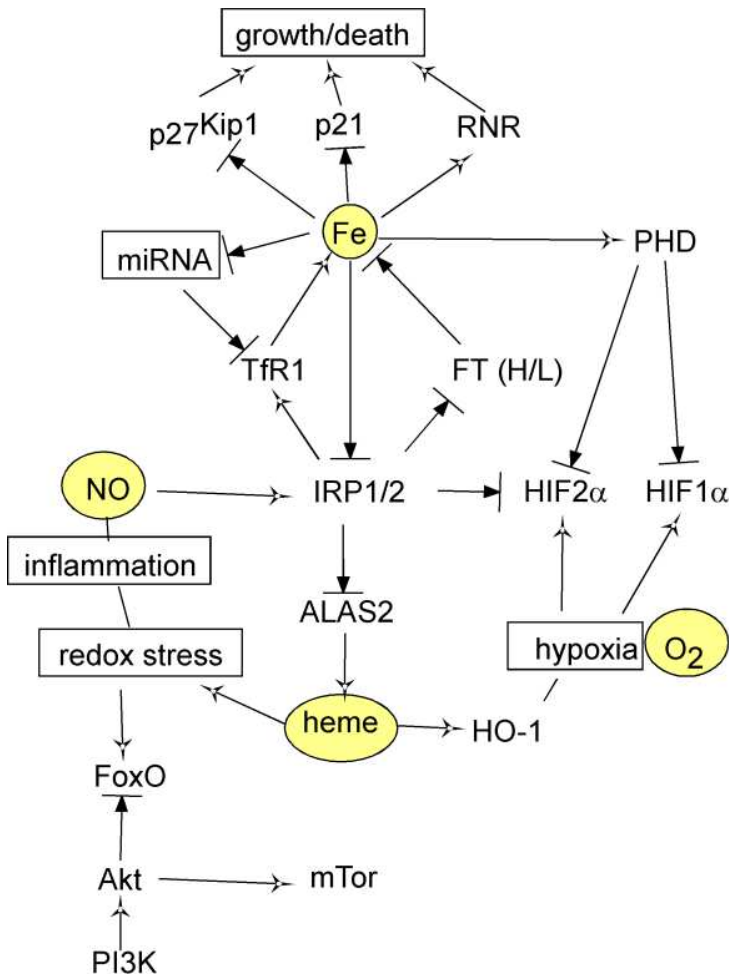 growth/death
p27Kip1
p21
RNR
Fe
PHD
miRNA
TfR1
FT (H/L)
NO
IRP1/2
HIF2α
HIF1α
inflammation
ALAS2
redox stress
hypoxia
O2
heme
HO-1
FoxO
Akt
mTor
PI3K